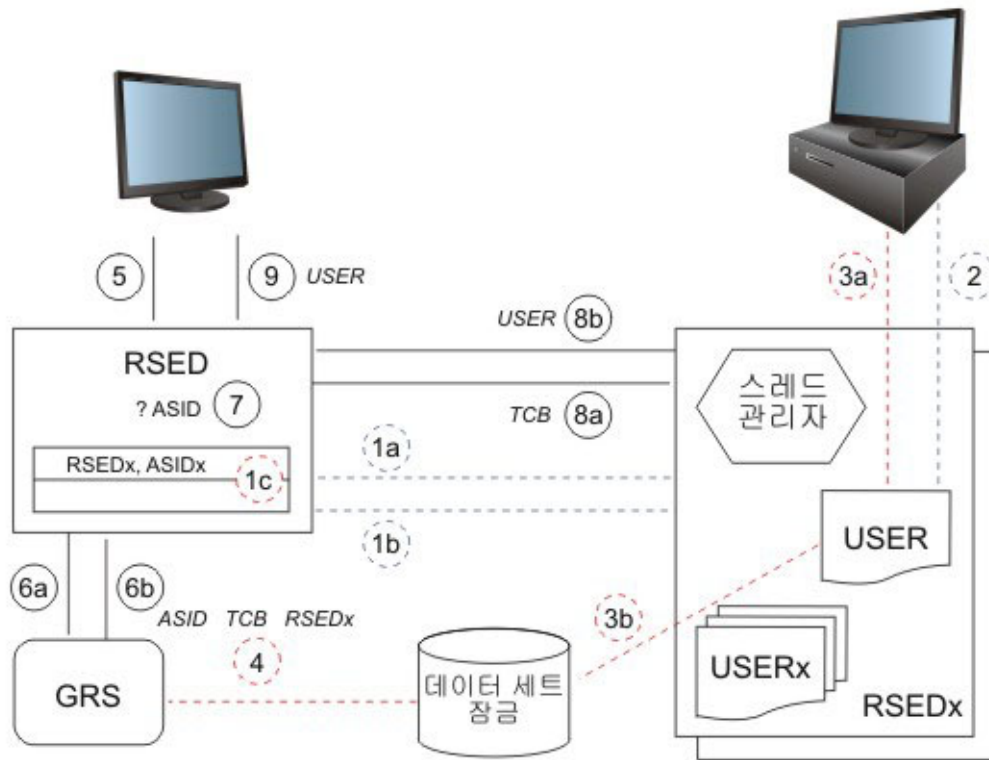 5
9
USER
3a
2
USER
8b
RSED
? ASID
7
TCB
8a
스레드
관리자
RSEDx, ASIDx
1c
1a
1b
USER
6a
6b
ASID TCB RSEDx
4
3b
GRS
데이터 세트
장금
USERx
RSEDx